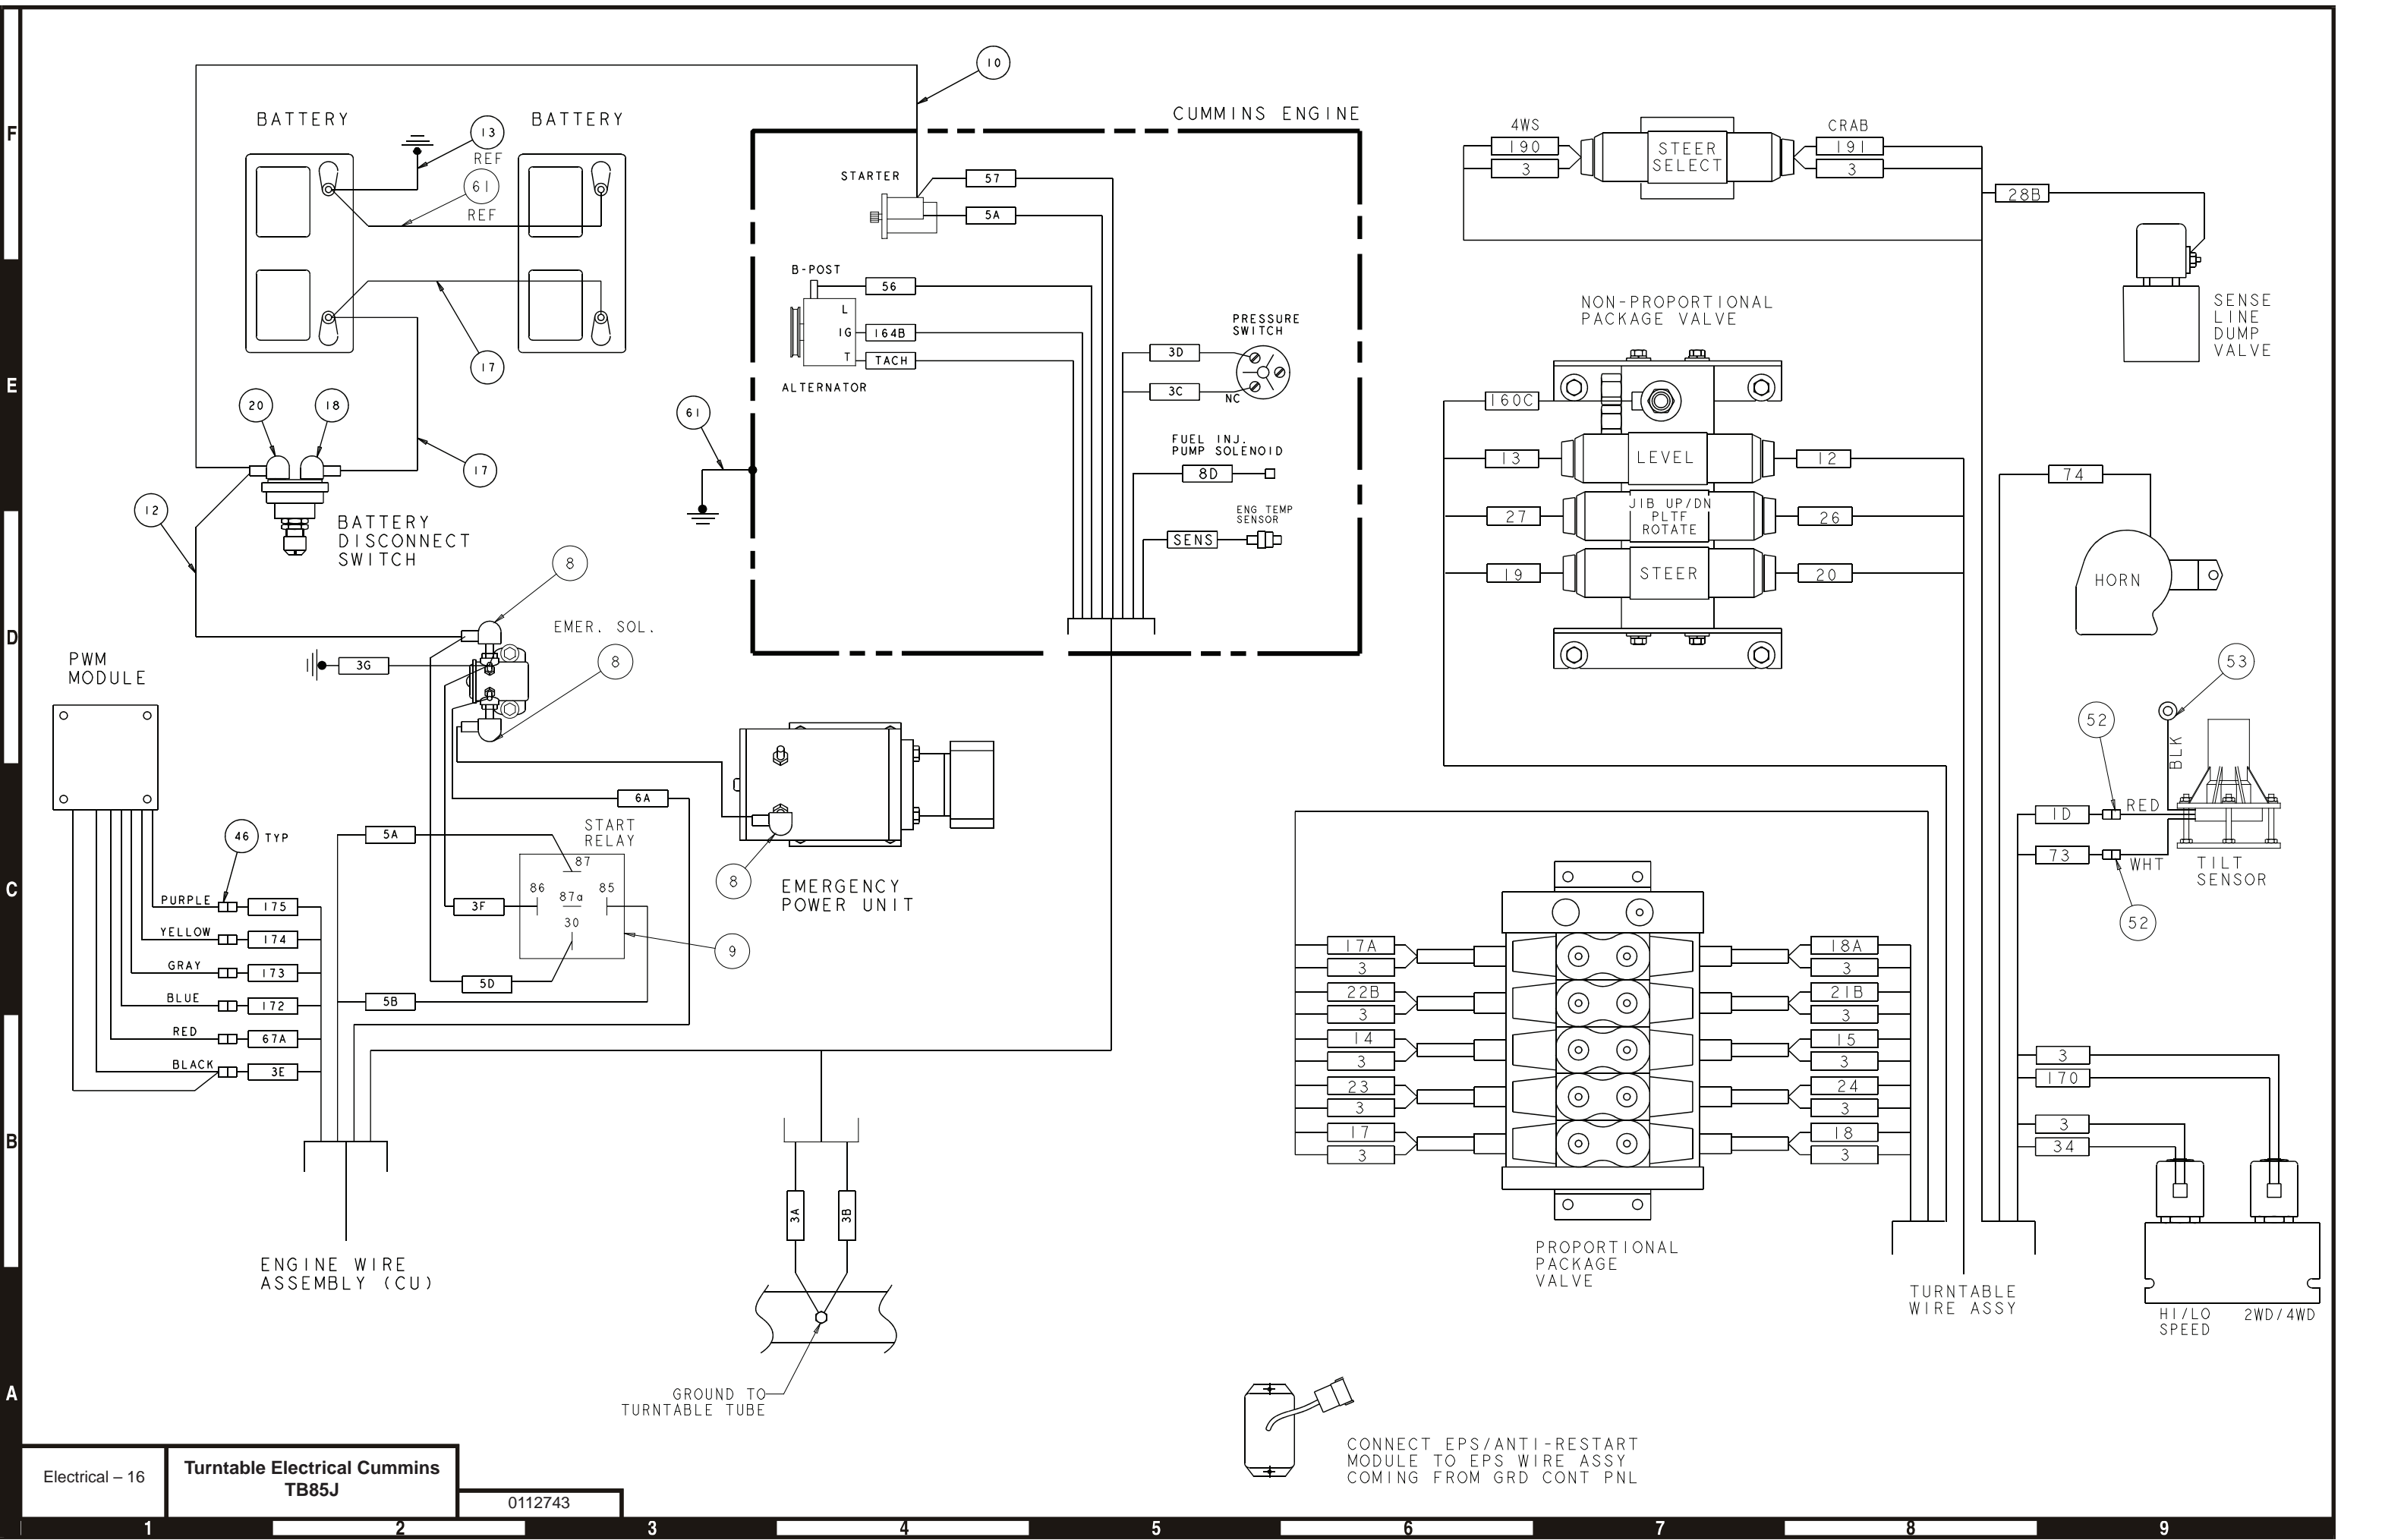 F
E
D
C
B
A
BATTERY
BATTERY
13
REF
61
REF
17
20
18
17
12
BATTERY
DISCONNECT
SWITCH
10
CUMMINS ENGINE
STARTER
57
5A
B-POST
56
L
IG
164B
T
TACH
ALTERNATOR
61
PRESSURE
SWITCH
3D
3C
NC
FUEL INJ.
PUMP SOLENOID
8D
ENG TEMP
SENSOR
SENS
8
EMER. SOL.
8
3G
PWM
MODULE
46 TYP
PURPLE 175
YELLOW 174
GRAY 173
BLUE 172
RED 67A
BLACK 3E
6A
5A
START
RELAY
87
86
85
87a
30
3F
9
5D
5B
8
EMERGENCY
POWER UNIT
ENGINE WIRE
ASSEMBLY (CU)
3A
3B
GROUND TO
TURNTABLE TUBE
4WS
190
3
STEER
SELECT
CRAB
191
3
28B
SENSE
LINE
DUMP
VALVE
NON-PROPORTIONAL
PACKAGE VALVE
160C
13
LEVEL
12
27
JIB UP/DN
PLTF
ROTATE
26
19
STEER
20
74
HORN
53
52
BLK
1D
RED
73
WHT
52
TILT
SENSOR
17A
3
22B
3
14
3
23
3
17
3
18A
3
21B
3
15
3
24
3
18
3
PROPORTIONAL
PACKAGE
VALVE
3
170
3
34
TURNTABLE
WIRE ASSY
HI/LO
SPEED
2WD/4WD
CONNECT EPS/ANTI-RESTART
MODULE TO EPS WIRE ASSY
COMING FROM GRD CONT PNL
Electrical – 16
Turntable Electrical Cummins
TB85J
0112743
1 2 3 4 5 6 7 8 9